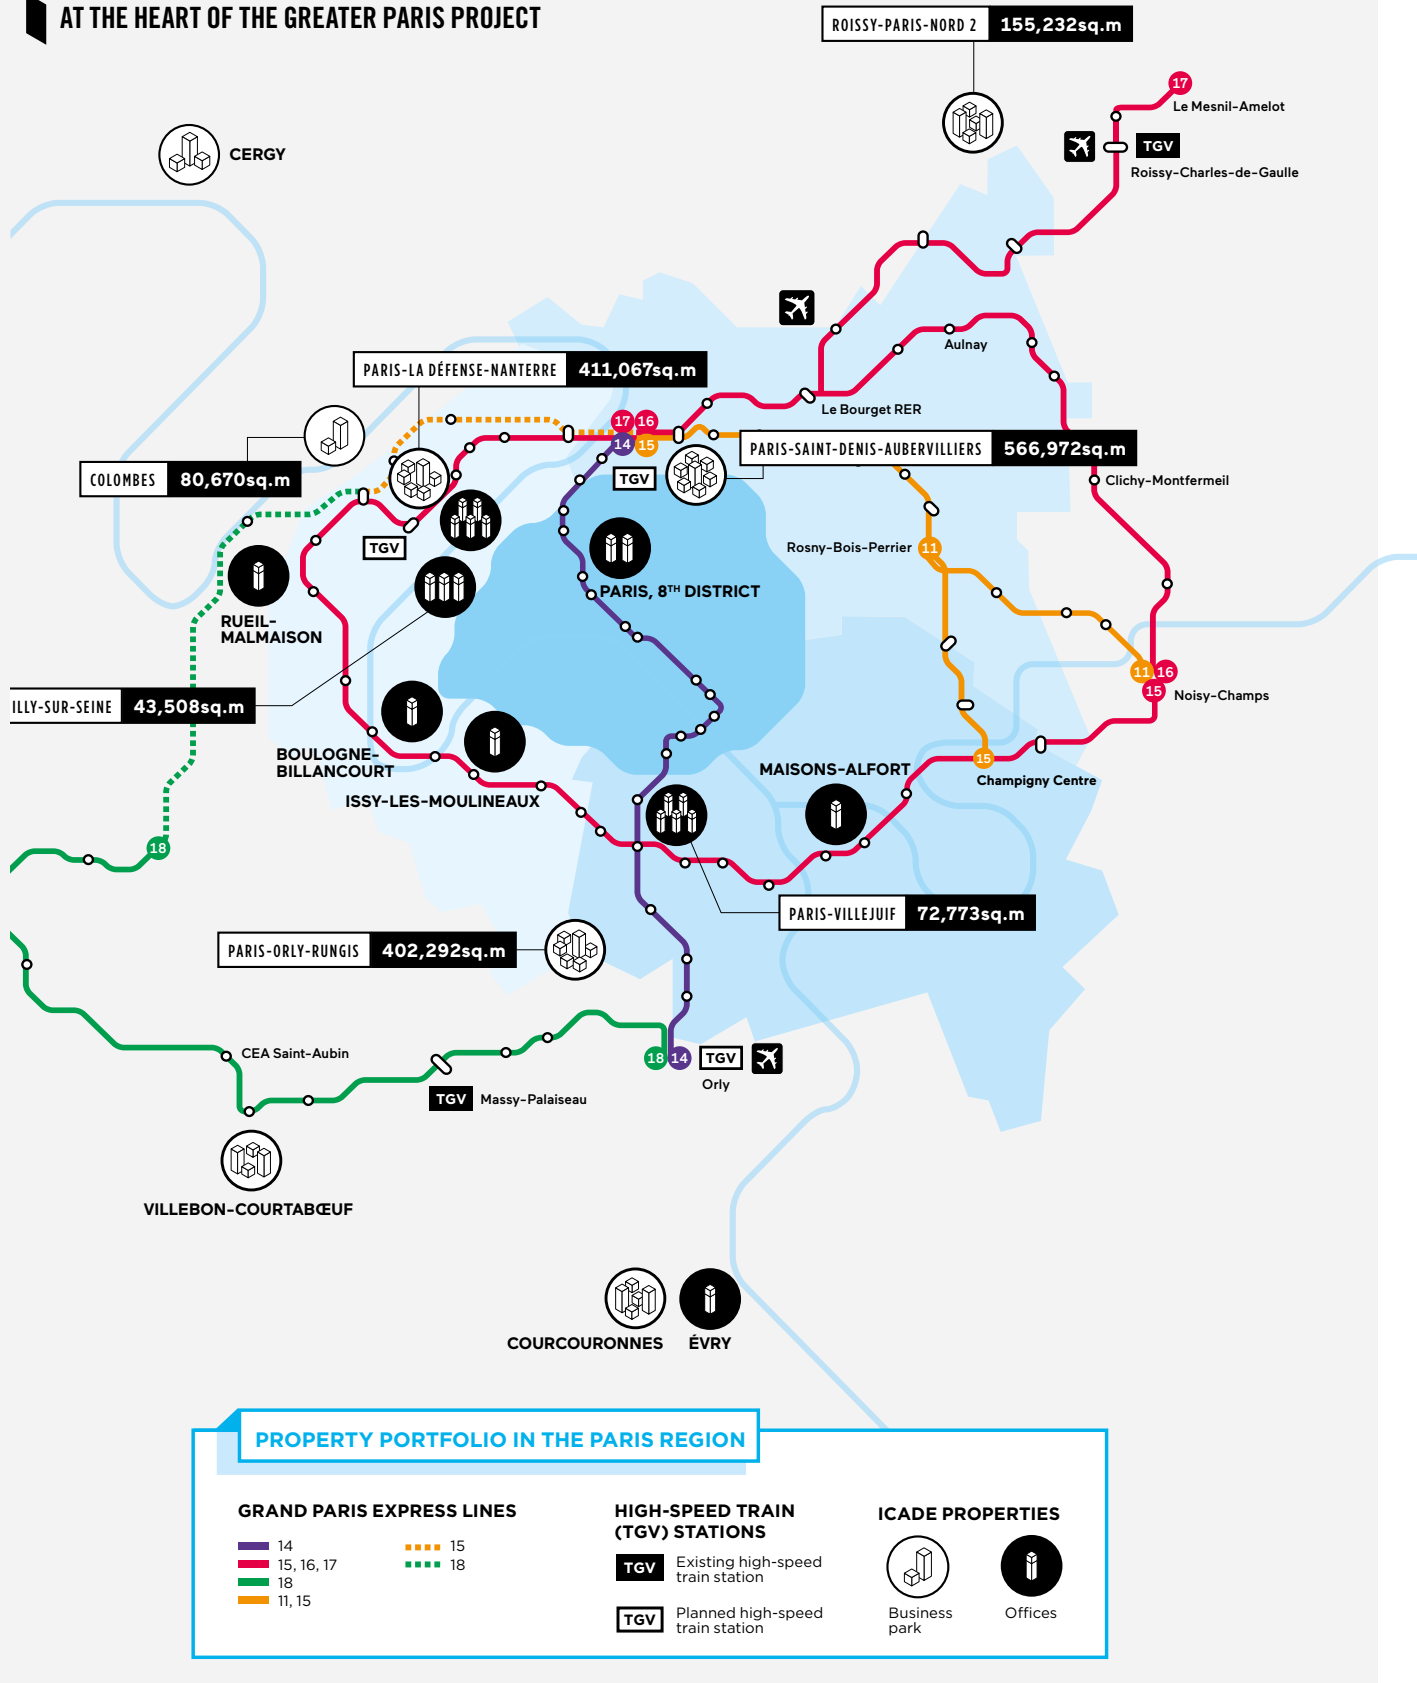 AT THE HEART OF THE GREATER PARIS PROJECT
ROISSY-PARIS-NORD 2 155,232sq.m
17
Le Mesnil-Amelot
TGV
Roissy-Charles-de-Gaulle
CERGY
Aulnay
PARIS-LA DÉFENSE-NANTERRE 411,067sq.m
Le Bourget RER
17 16
14 15
PARIS-SAINT-DENIS-AUBERVILLIERS 566,972sq.m
COLOMBES 80,670sq.m
TGV
Clichy-Montfermeil
TGV
Rosny-Bois-Perrier 11
PARIS, 8TH DISTRICT
RUEIL-
MALMAISON
11 16
15
Noisy-Champs
ILLY-SUR-SEINE 43,508sq.m
BOULOGNE-
BILLANCOURT
15
MAISONS-ALFORT
Champigny Centre
ISSY-LES-MOULINEAUX
18
PARIS-VILLEJUIF 72,773sq.m
PARIS-ORLY-RUNGIS 402,292sq.m
CEA Saint-Aubin
18 14 TGV
Orly
TGV Massy-Palaiseau
VILLEBON-COURTABŒUF
COURCOURONNES ÉVRY
PROPERTY PORTFOLIO IN THE PARIS REGION
GRAND PARIS EXPRESS LINES
14
15, 16, 17
18
11, 15
15
18
HIGH-SPEED TRAIN
(TGV) STATIONS
TGV Existing high-speed
train station
TGV Planned high-speed
train station
ICADE PROPERTIES
Business
park
Offices